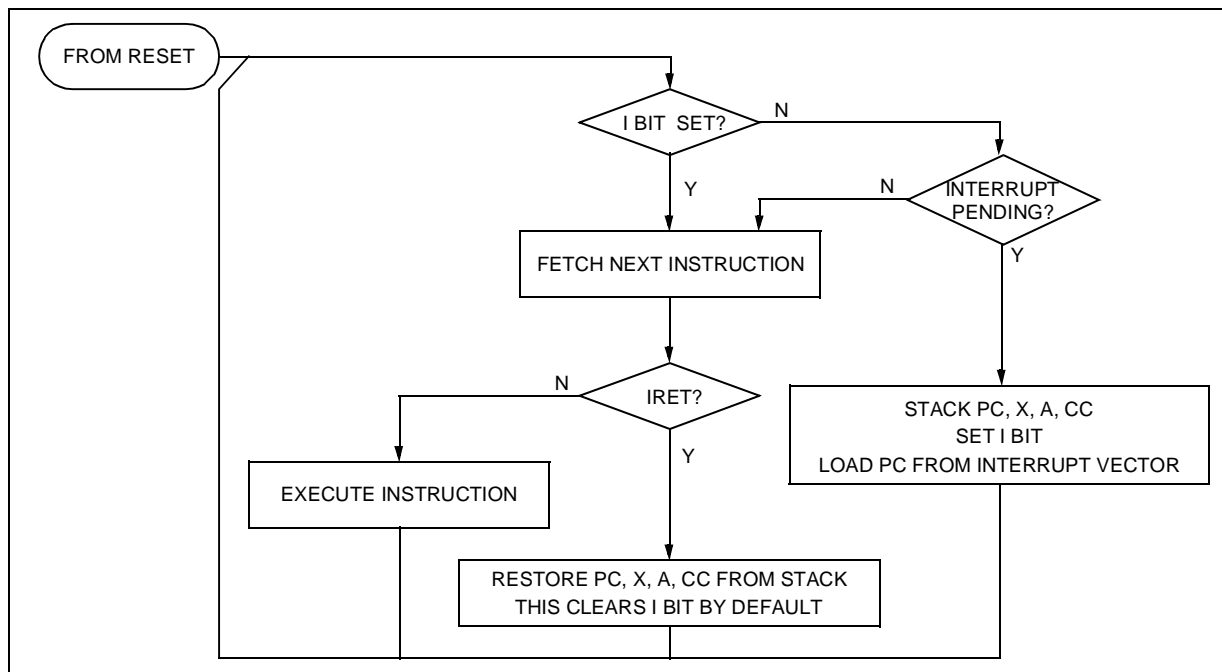 FROM RESET
I BIT SET?
N
Y
N
INTERRUPT
PENDING?
Y
FETCH NEXT INSTRUCTION
N
IRET?
Y
STACK PC, X, A, CC
SET I BIT
LOAD PC FROM INTERRUPT VECTOR
EXECUTE INSTRUCTION
RESTORE PC, X, A, CC FROM STACK
THIS CLEARS I BIT BY DEFAULT